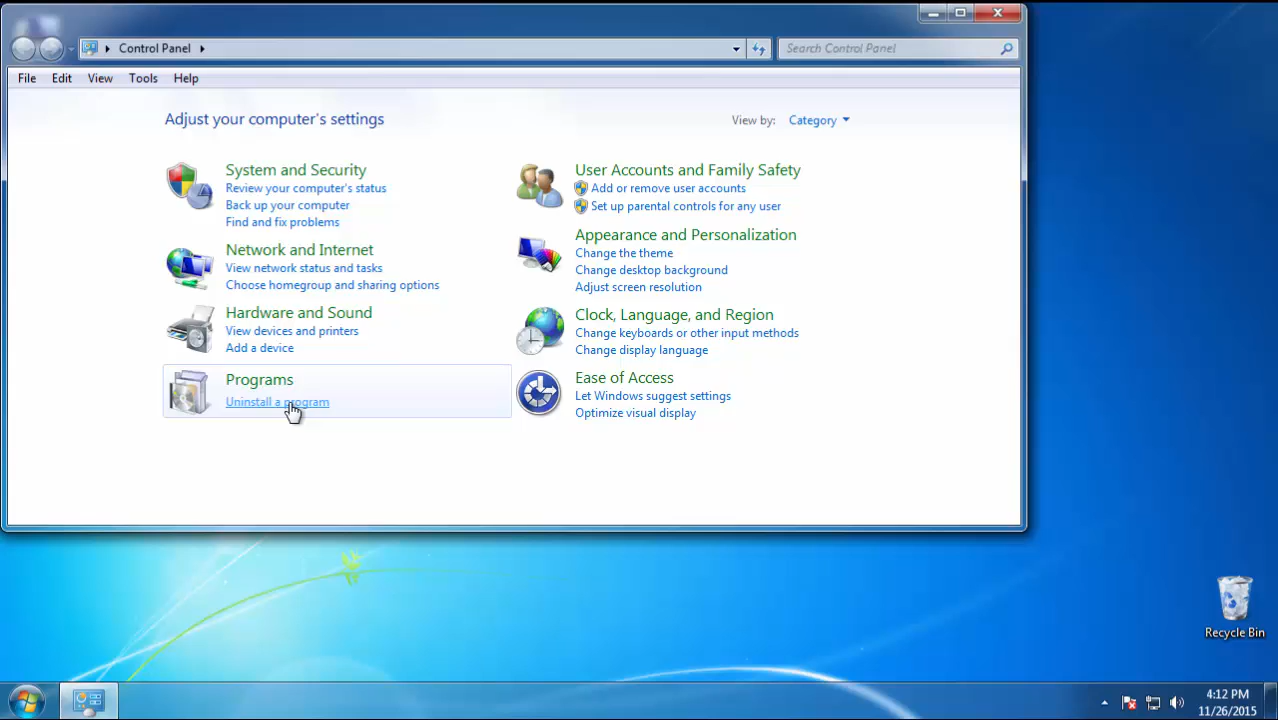 Control Panel
Search Control Panel
File Edit View Tools Help
Adjust your computer's settings
View by: Category
System and Security
Review your computer's status
Back up your computer
Find and fix problems
Network and Internet
View network status and tasks
Choose homegroup and sharing options
Hardware and Sound
View devices and printers
Add a device
Programs
Uninstall a program
User Accounts and Family Safety
Add or remove user accounts
Set up parental controls for any user
Appearance and Personalization
Change the theme
Change desktop background
Adjust screen resolution
Clock, Language, and Region
Change keyboards or other input methods
Change display language
Ease of Access
Let Windows suggest settings
Optimize visual display
Recycle Bin
4:12 PM
11/26/2015